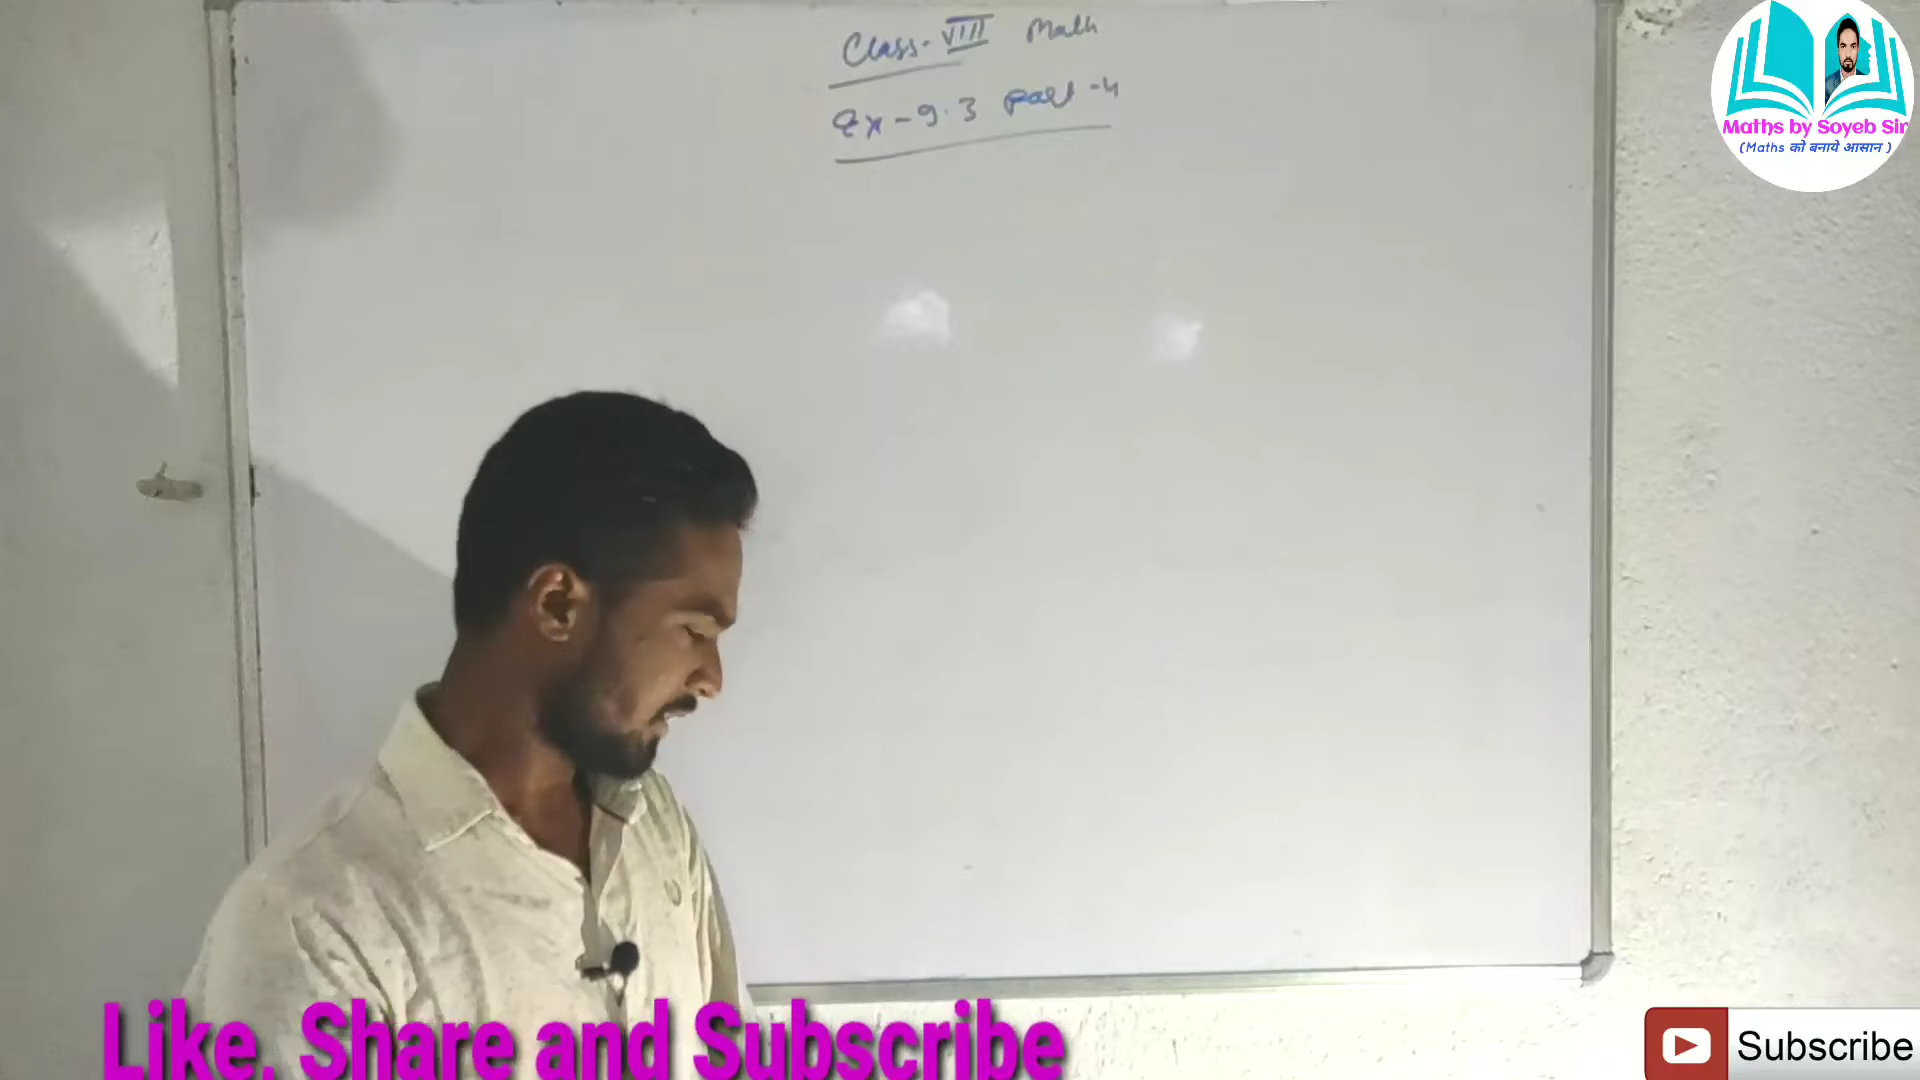 Class-VIII Math
Ex-9.3 Part-4
Maths by Soyeb Sir
(Maths को बनाये आसान )
Like, Share and Subscribe
Subscribe